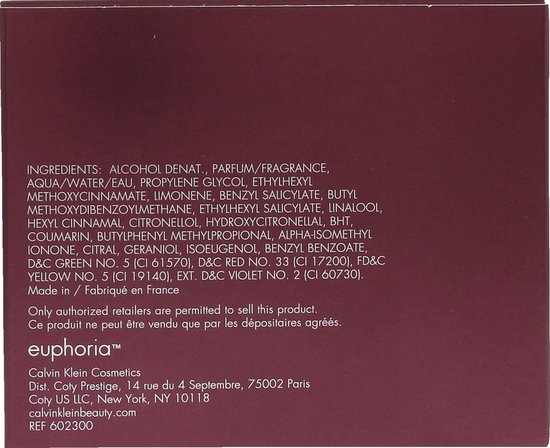 INGREDIENTS: ALCOHOL DENAT., PARFUM/FRAGRANCE,
AQUA/WATER/EAU, PROPYLENE GLYCOL, ETHYLHEXYL
METHOXYCINNAMATE, LIMONENE, BENZYL SALICYLATE, BUTYL
METHOXYDIBENZOYLMETHANE, ETHYLHEXYL SALICYLATE, LINALOOL,
HEXYL CINNAMAL, CITRONELLOL, HYDROXYCITRONELLAL, BHT,
COUMARIN, BUTYLPHENYL METHYLPROPIONAL, ALPHA-ISOMETHYL
IONONE, CITRAL, GERANIOL, ISOEUGENOL, BENZYL BENZOATE,
D&C GREEN NO. 5 (CI 61570), D&C RED NO. 33 (CI 17200), FD&C
YELLOW NO. 5 (CI 19140), EXT. D&C VIOLET NO. 2 (CI 60730).
Made in / Fabriqué en France
Only authorized retailers are permitted to sell this product.
Ce produit ne peut être vendu que par les dépositaires agréés.
euphoria™
Calvin Klein Cosmetics
Dist. Coty Prestige, 14 rue du 4 Septembre, 75002 Paris
Coty US LLC, New York, NY 10118
calvinkleinbeauty.com
REF 602300